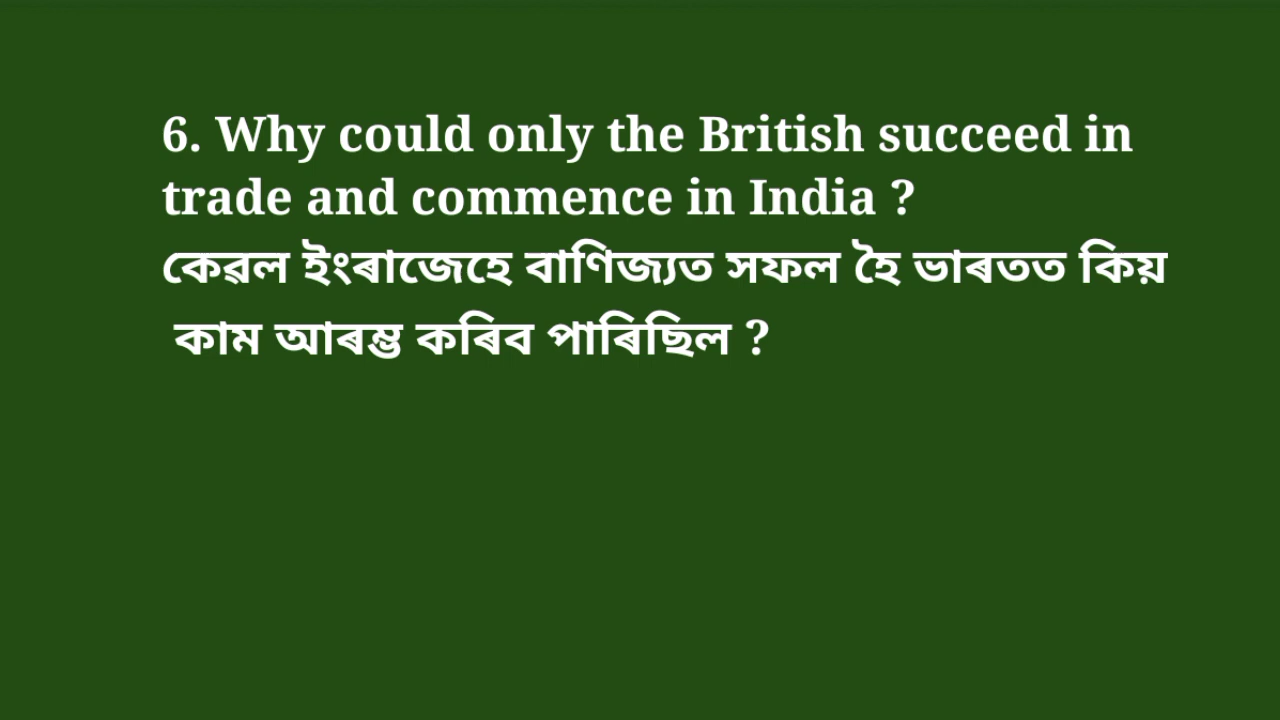 6. Why could only the British succeed in
trade and commence in India ?
কেৱল ইংৰাজেহে বাণিজ্যত সফল হৈ ভাৰতত কিয়
কাম আৰম্ভ কৰিব পাৰিছিল ?